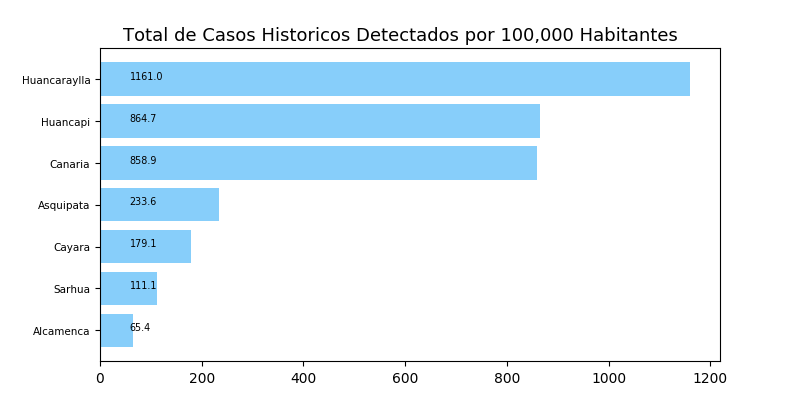 Total de Casos Historicos Detectados por 100,000 Habitantes
Huancaraylla 1161.0
Huancapi 864.7
Canaria 858.9
Asquipata 233.6
Cayara 179.1
Sarhua 111.1
Alcamenca 65.4
0 200 400 600 800 1000 1200